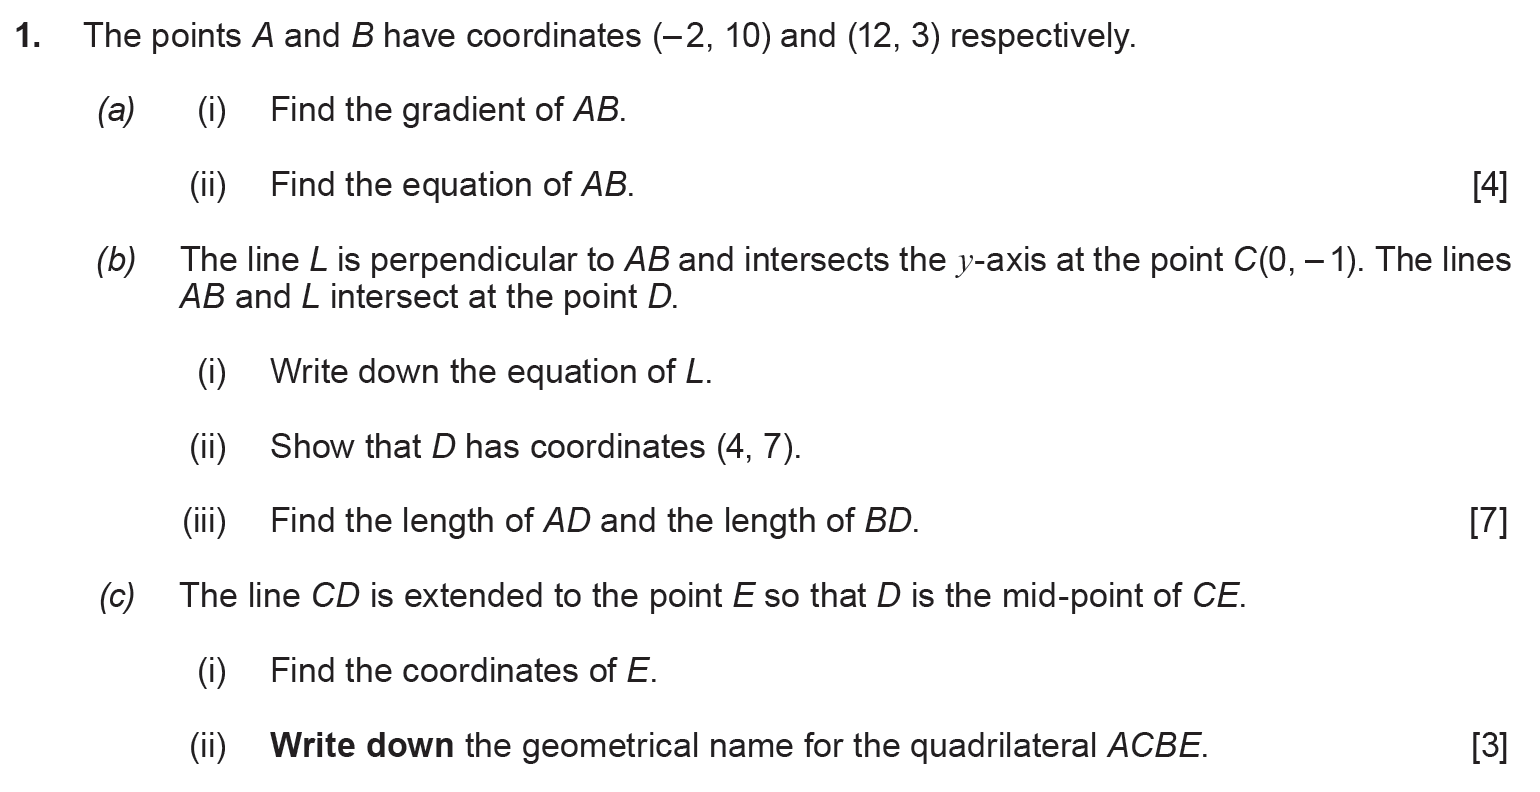 1. The points A and B have coordinates (–2, 10) and (12, 3) respectively.
(a) (i) Find the gradient of AB.
(ii) Find the equation of AB. [4]
(b) The line L is perpendicular to AB and intersects the y-axis at the point C(0, –1). The lines
AB and L intersect at the point D.
(i) Write down the equation of L.
(ii) Show that D has coordinates (4, 7).
(iii) Find the length of AD and the length of BD. [7]
(c) The line CD is extended to the point E so that D is the mid-point of CE.
(i) Find the coordinates of E.
(ii) Write down the geometrical name for the quadrilateral ACBE. [3]